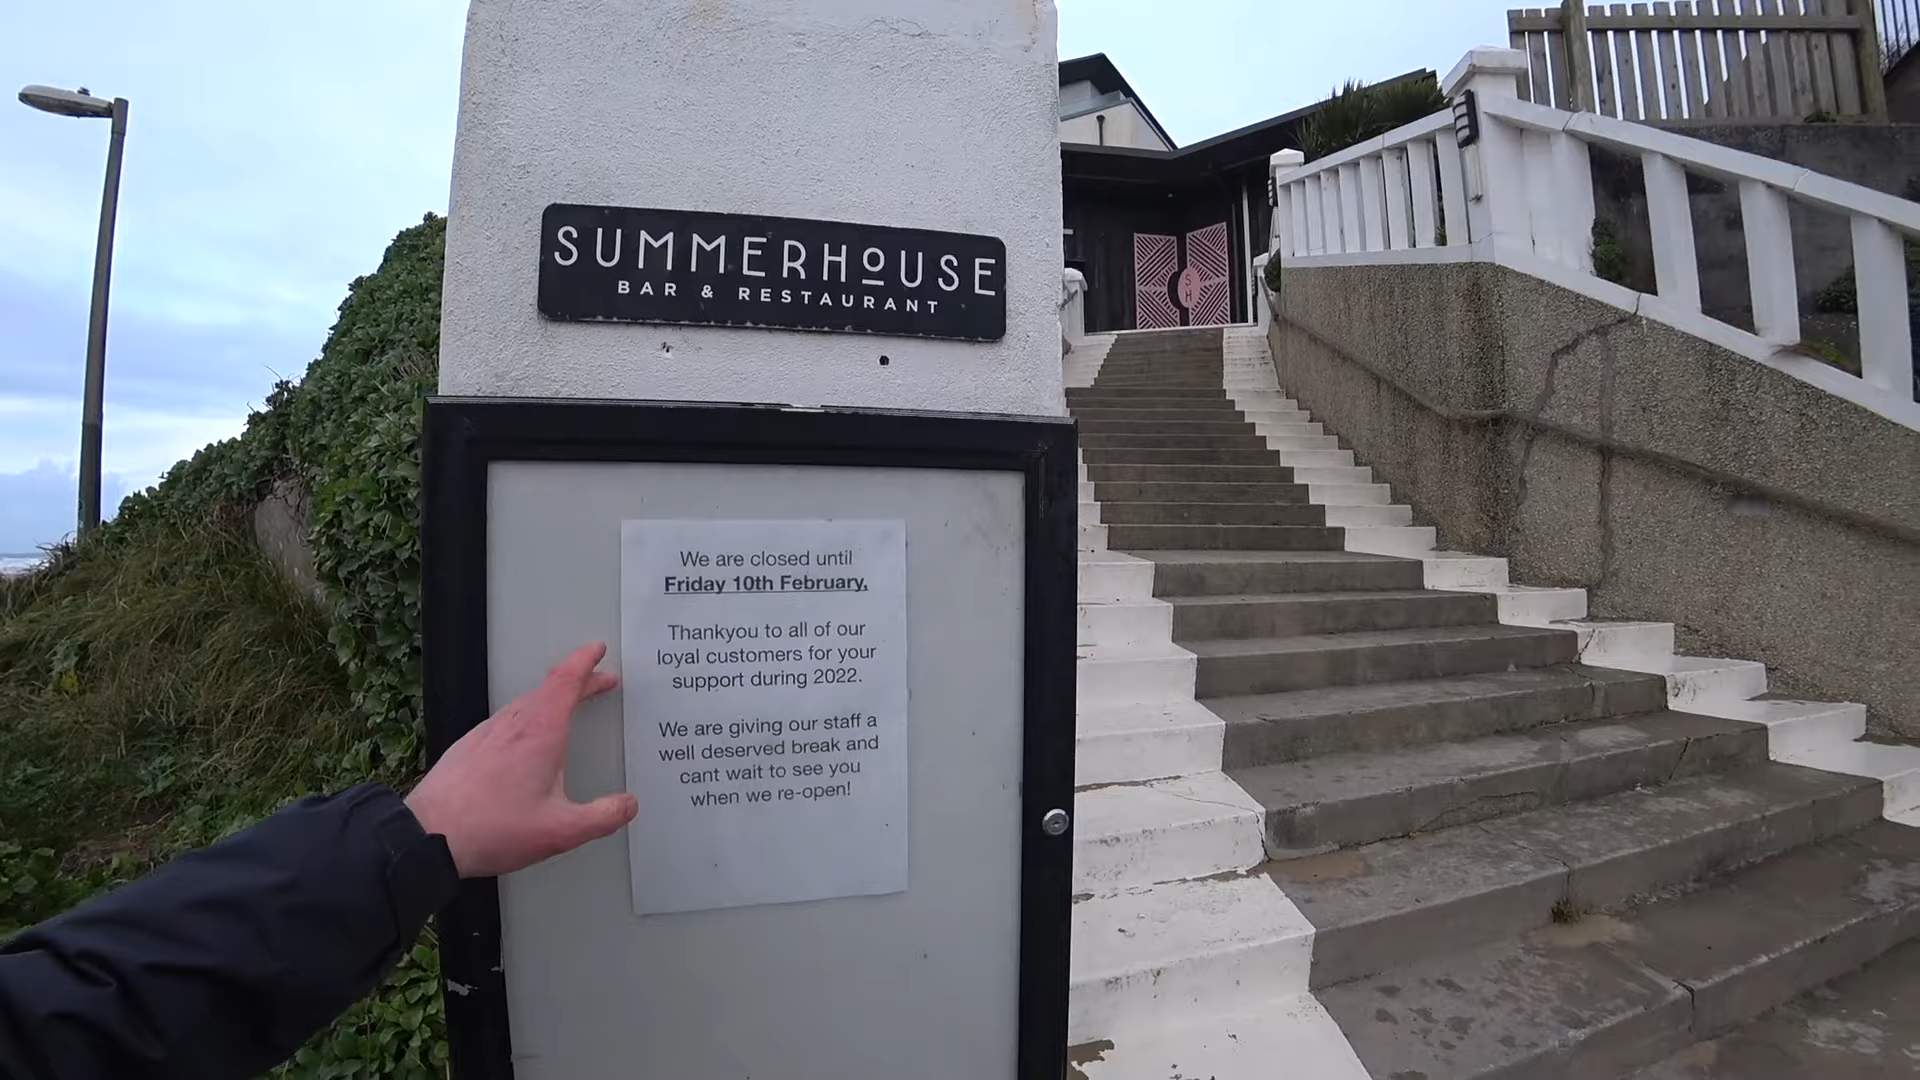 SUMMERHOUSE
BAR & RESTAURANT
SH
We are closed until
Friday 10th February,
Thankyou to all of our
loyal customers for your
support during 2022.
We are giving our staff a
well deserved break and
cant wait to see you
when we re-open!